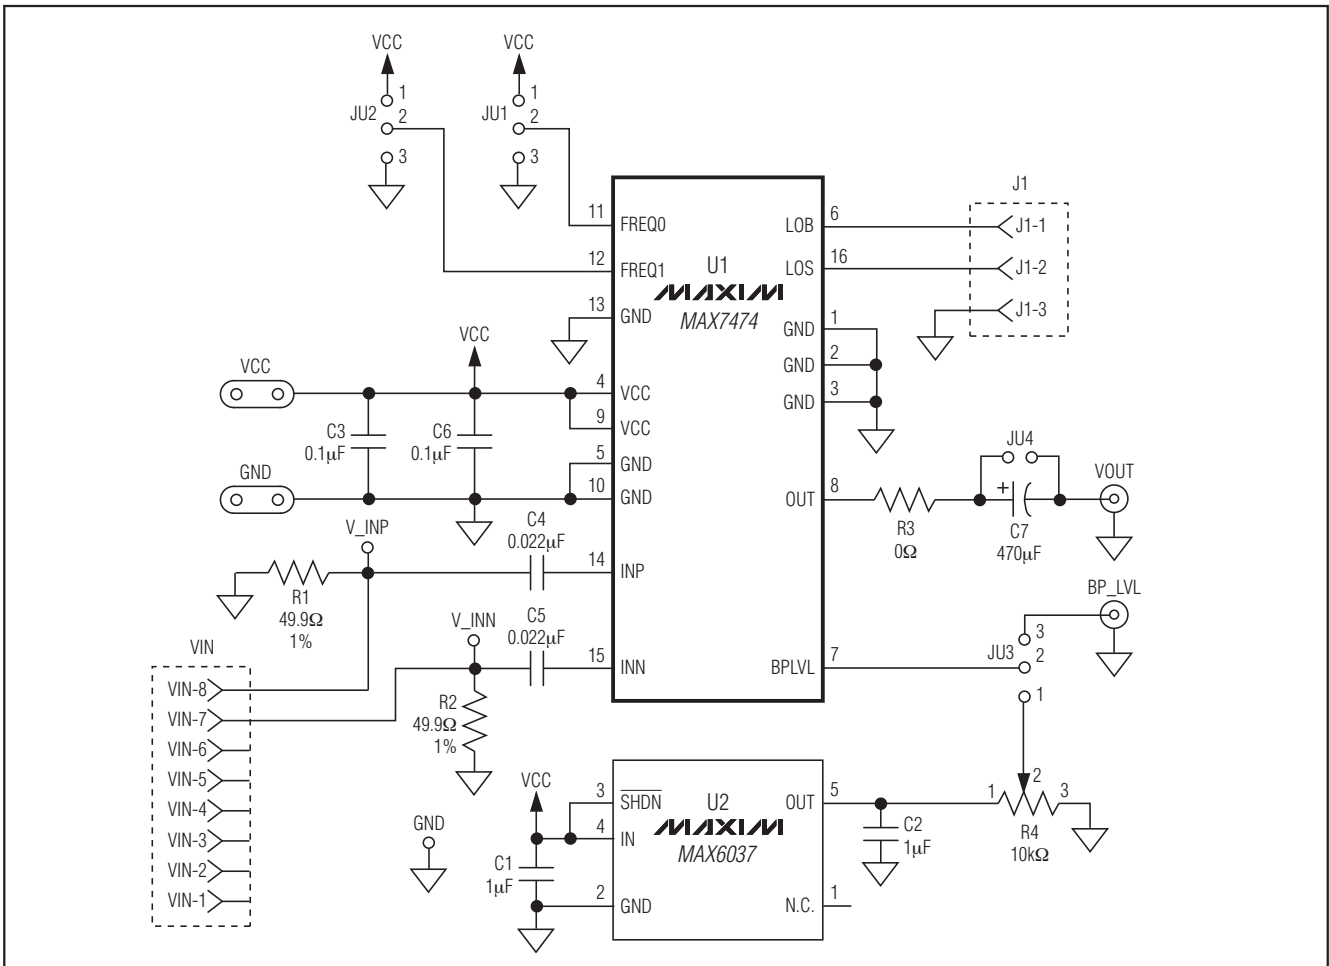 VCC
VCC
JU2
1
2
3
JU1
1
2
3
11
FREQ0
12
FREQ1
13
GND
U1
MAXIM
MAX7474
LOB
6
LOS
16
J1
J1-1
J1-2
J1-3
GND
1
GND
2
GND
3
VCC
VCC
4
VCC
9
VCC
C3
0.1µF
C6
0.1µF
5
GND
10
GND
GND
V_INP
C4
0.022µF
14
INP
R1
49.9Ω
1%
V_INN
C5
0.022µF
15
INN
R2
49.9Ω
1%
OUT
8
R3
0Ω
JU4
+
C7
470µF
VOUT
BP_LVL
BPLVL
7
JU3
3
2
1
VIN
VIN-8
VIN-7
VIN-6
VIN-5
VIN-4
VIN-3
VIN-2
VIN-1
GND
VCC
C1
1µF
3
SHDN
4
IN
2
GND
U2
MAXIM
MAX6037
OUT
5
N.C.
1
C2
1µF
1
2
3
R4
10kΩ